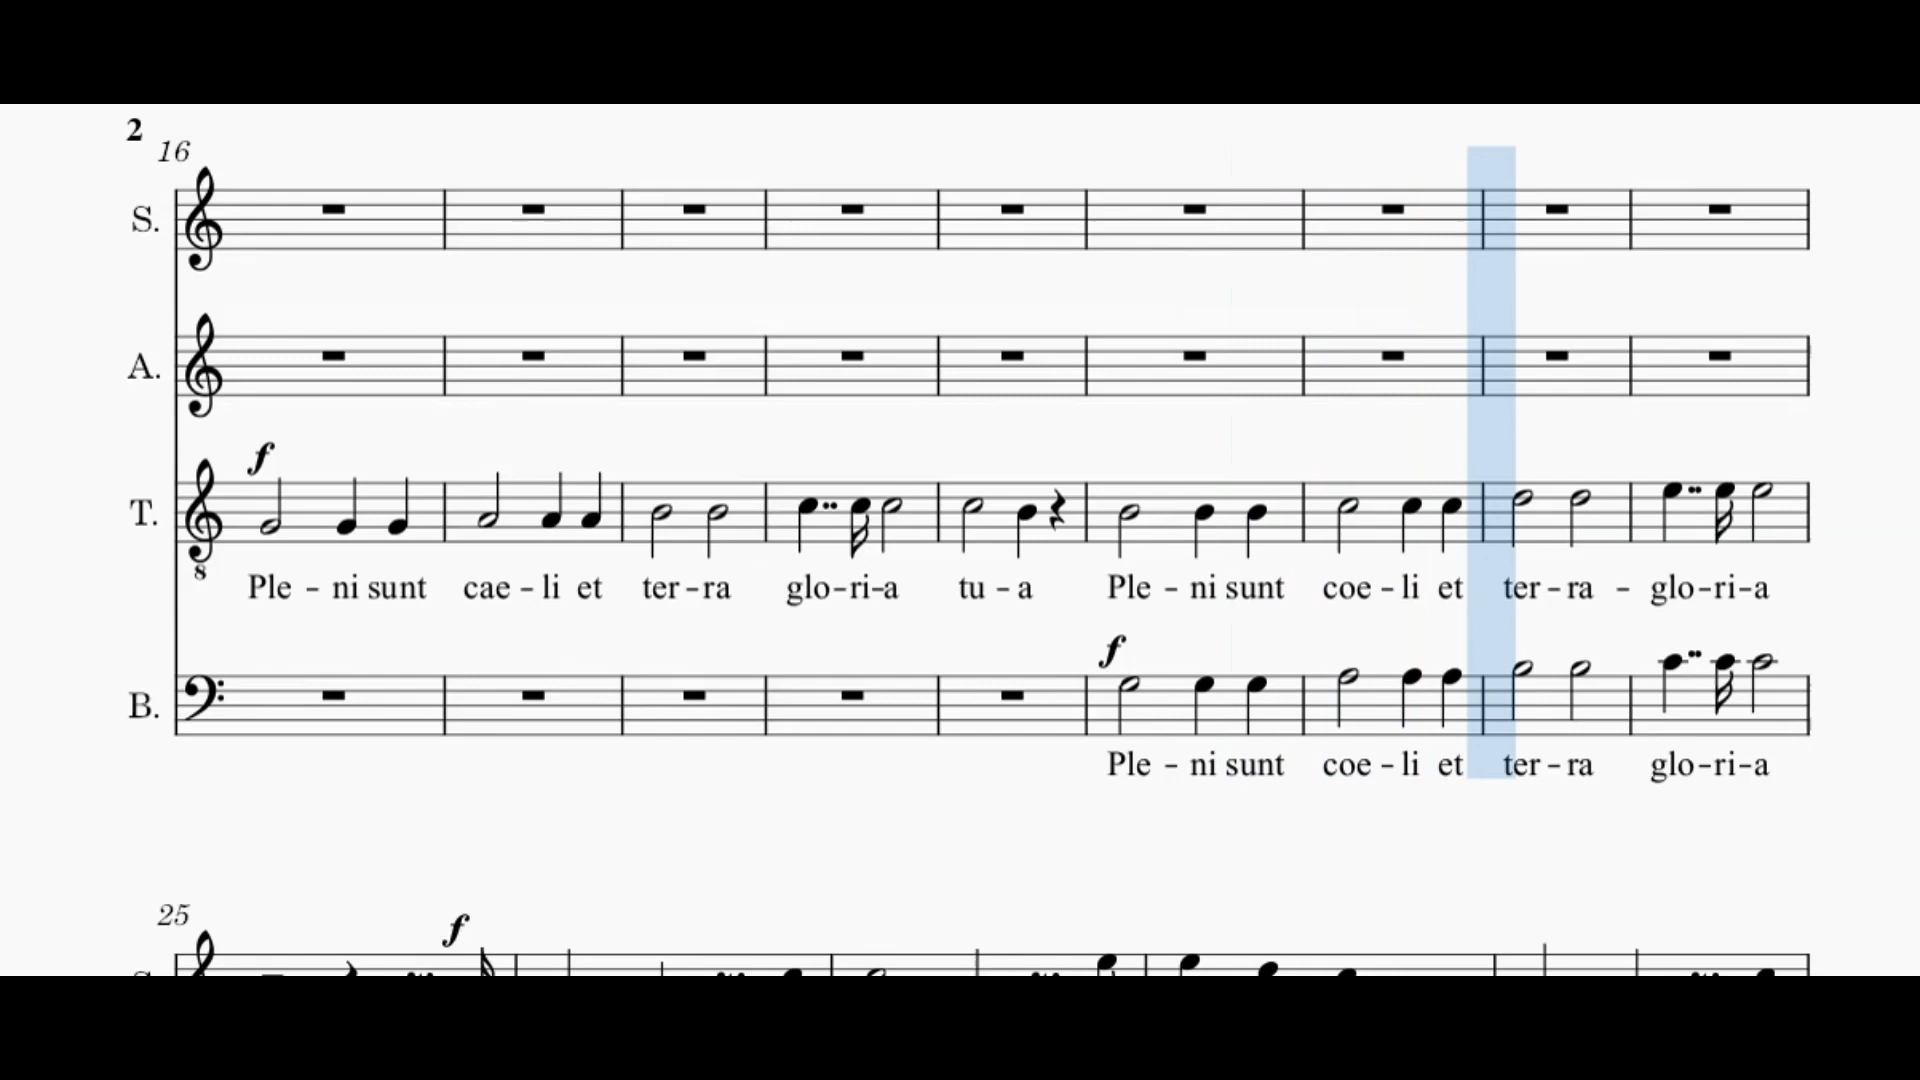 2
16
S.
A.
f
T.
8
Ple - ni sunt cae - li et ter - ra glo - ri - a tu - a Ple - ni sunt coe - li et ter - ra - glo - ri - a
f
B.
Ple - ni sunt coe - li et ter - ra glo - ri - a
25
f